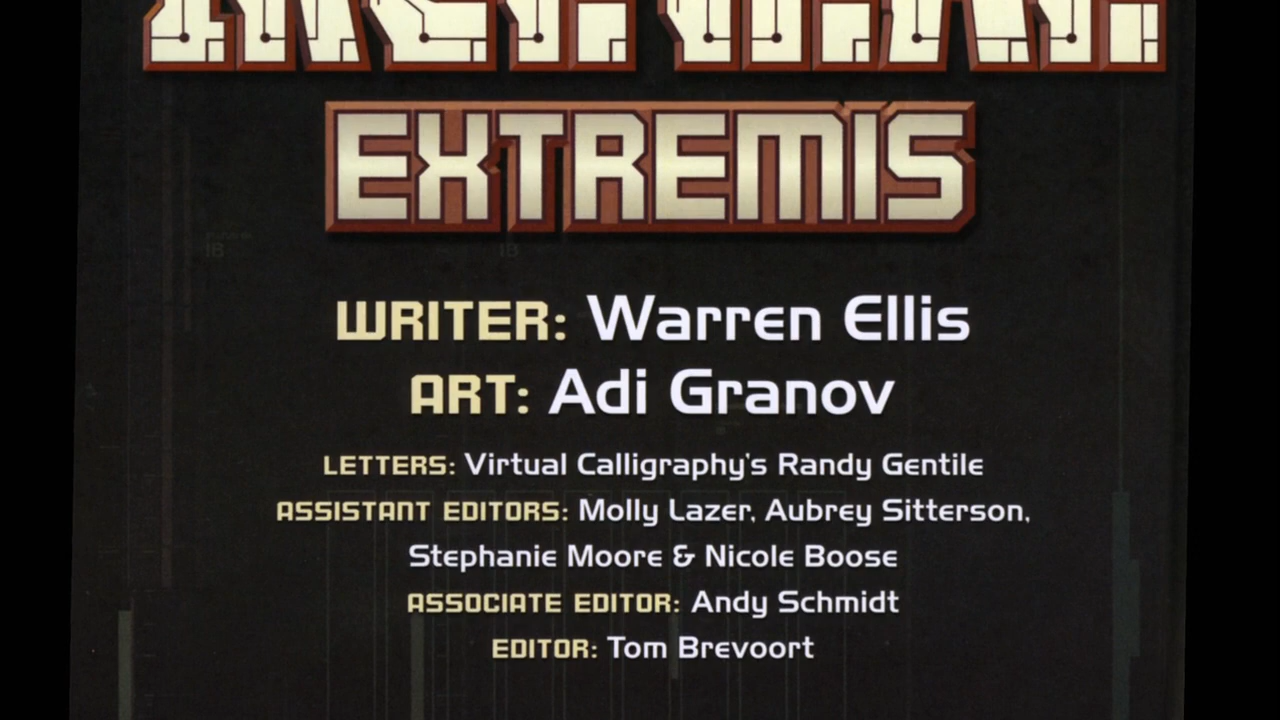 EXTREMIS
WRITER: Warren Ellis
ART: Adi Granov
LETTERS: Virtual Calligraphy's Randy Gentile
ASSISTANT EDITORS: Molly Lazer, Aubrey Sitterson,
Stephanie Moore & Nicole Boose
ASSOCIATE EDITOR: Andy Schmidt
EDITOR: Tom Brevoort